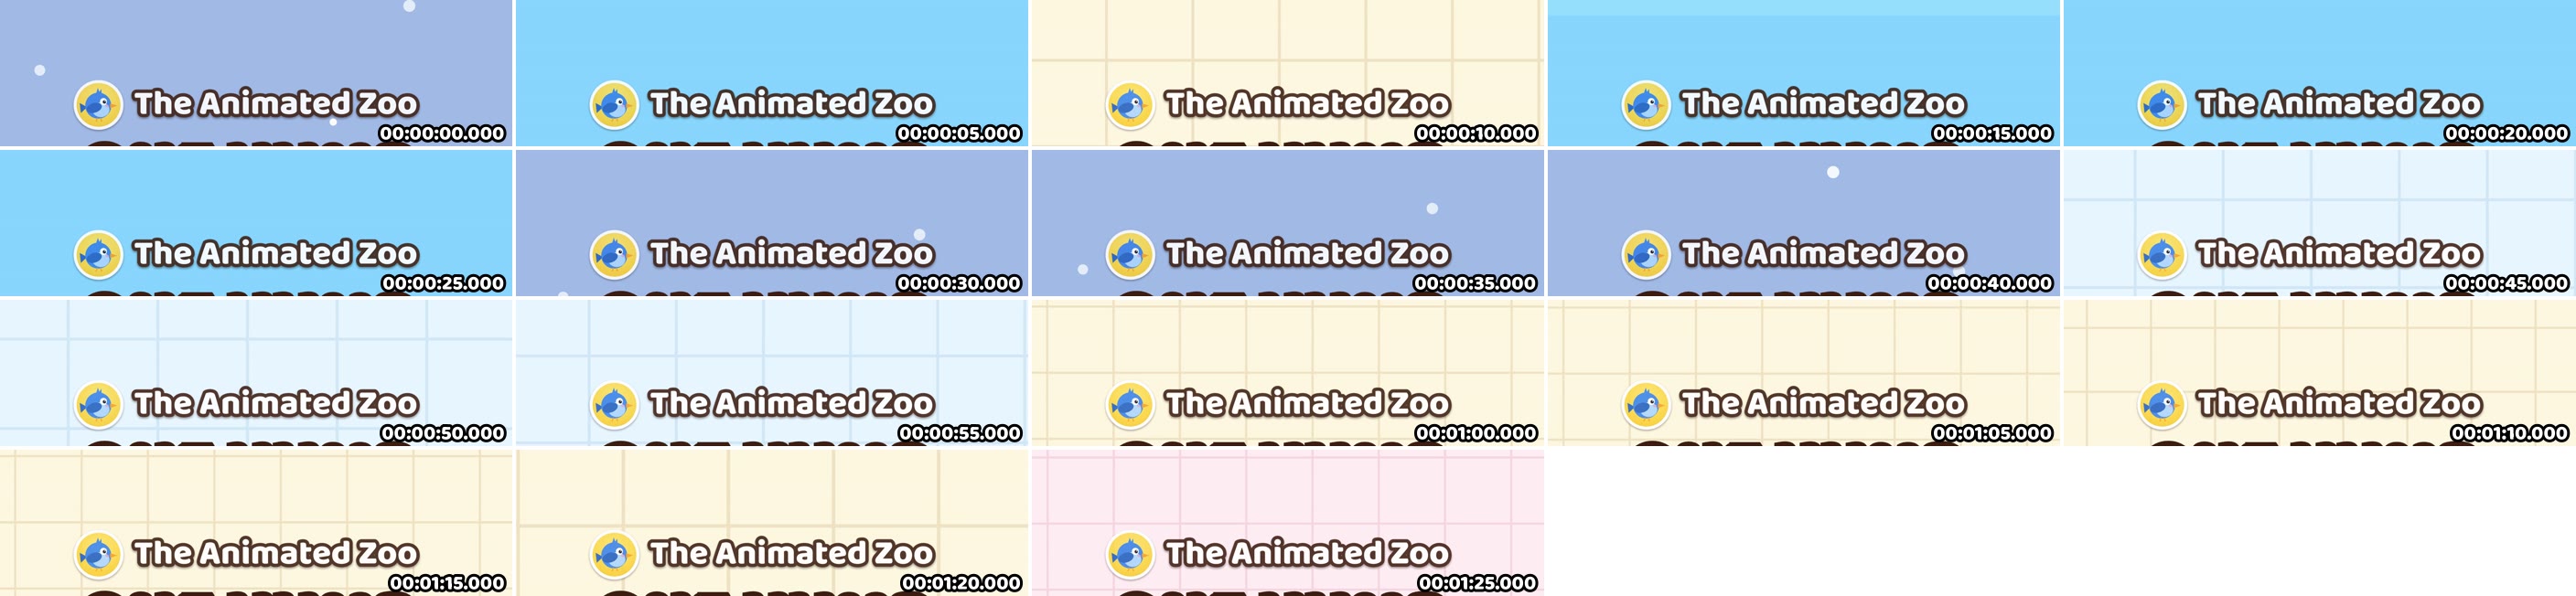 The Animated Zoo
00:00:00.000
The Animated Zoo
00:00:05.000
The Animated Zoo
00:00:10.000
The Animated Zoo
00:00:15.000
The Animated Zoo
00:00:20.000
The Animated Zoo
00:00:25.000
The Animated Zoo
00:00:30.000
The Animated Zoo
00:00:35.000
The Animated Zoo
00:00:40.000
The Animated Zoo
00:00:45.000
The Animated Zoo
00:00:50.000
The Animated Zoo
00:00:55.000
The Animated Zoo
00:01:00.000
The Animated Zoo
00:01:05.000
The Animated Zoo
00:01:10.000
The Animated Zoo
00:01:15.000
The Animated Zoo
00:01:20.000
The Animated Zoo
00:01:25.000